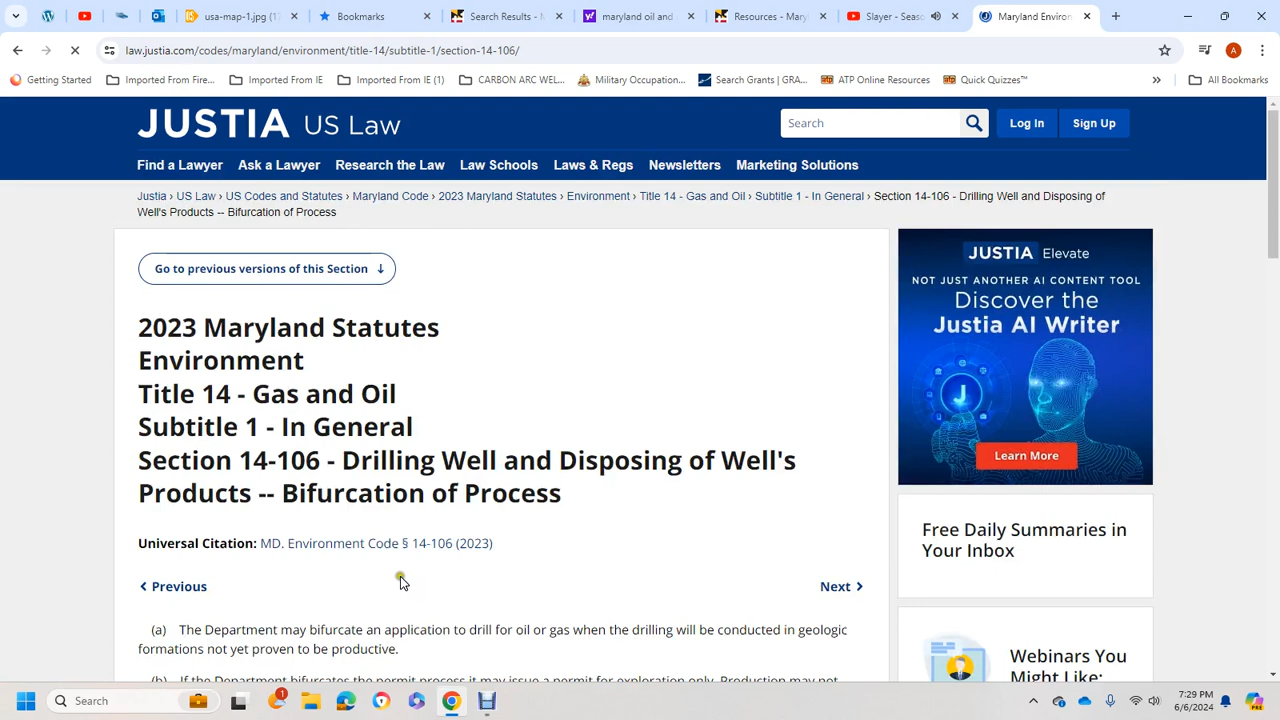 usa-map-1.jpg (17
Bookmarks
Search Results - M
maryland oil and
Resources - Mary
Slayer - Seas
Maryland Environ
law.justia.com/codes/maryland/environment/title-14/subtitle-1/section-14-106/
A
Getting Started
Imported From Fire...
Imported From IE
Imported From IE (1)
CARBON ARC WEL...
Military Occupation...
Search Grants | GRA...
ATP Online Resources
Quick Quizzes™
»
All Bookmarks
JUSTIA US Law
Search
Log In
Sign Up
Find a Lawyer
Ask a Lawyer
Research the Law
Law Schools
Laws & Regs
Newsletters
Marketing Solutions
Justia › US Law › US Codes and Statutes › Maryland Code › 2023 Maryland Statutes › Environment › Title 14 - Gas and Oil › Subtitle 1 - In General › Section 14-106 - Drilling Well and Disposing of
Well's Products -- Bifurcation of Process
Go to previous versions of this Section ↓
2023 Maryland Statutes
Environment
Title 14 - Gas and Oil
Subtitle 1 - In General
Section 14-106 - Drilling Well and Disposing of Well's
Products -- Bifurcation of Process
Universal Citation: MD. Environment Code § 14-106 (2023)
Previous
Next
(a) The Department may bifurcate an application to drill for oil or gas when the drilling will be conducted in geologic
formations not yet proven to be productive.
(b) If the Department bifurcates the permit process it may issue a permit for exploration only. Production may not
JUSTIA Elevate
NOT JUST ANOTHER AI CONTENT TOOL
Discover the
Justia AI Writer
J
Learn More
Free Daily Summaries in
Your Inbox
Webinars You
Might Like:
Search
1
7:29 PM
6/6/2024